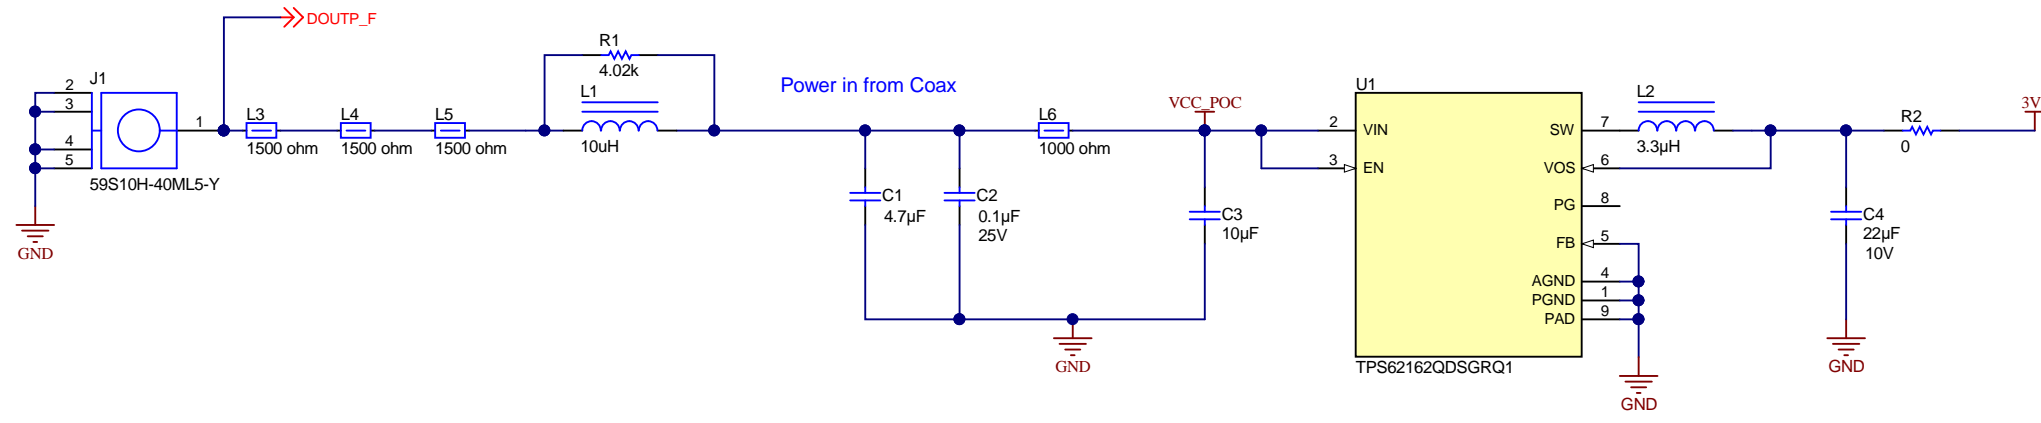 DOUTP_F
J1
2
3
4
5
1
59S10H-40ML5-Y
GND
L3
1500 ohm
L4
1500 ohm
L5
1500 ohm
R1
4.02k
L1
10uH
Power in from Coax
C1
4.7µF
C2
0.1µF
25V
L6
1000 ohm
VCC_POC
C3
10µF
GND
U1
2
VIN
3
EN
SW
7
VOS
6
PG
8
FB
5
AGND
4
PGND
1
PAD
9
TPS62162QDSGRQ1
GND
L2
3.3µH
C4
22µF
10V
GND
R2
0
3V